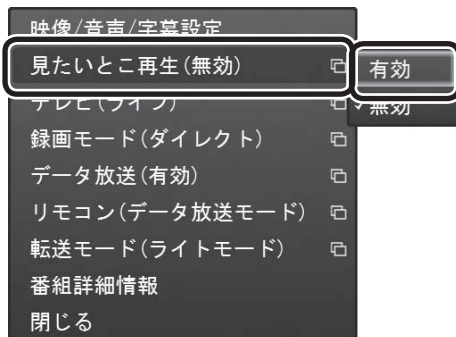 映像/音声/字幕設定
見たいとこ再生(無効)
有効
テレビ(ライブ)
無効
録画モード(ダイレクト)
データ放送(有効)
リモコン(データ放送モード)
転送モード(ライトモード)
番組詳細情報
閉じる